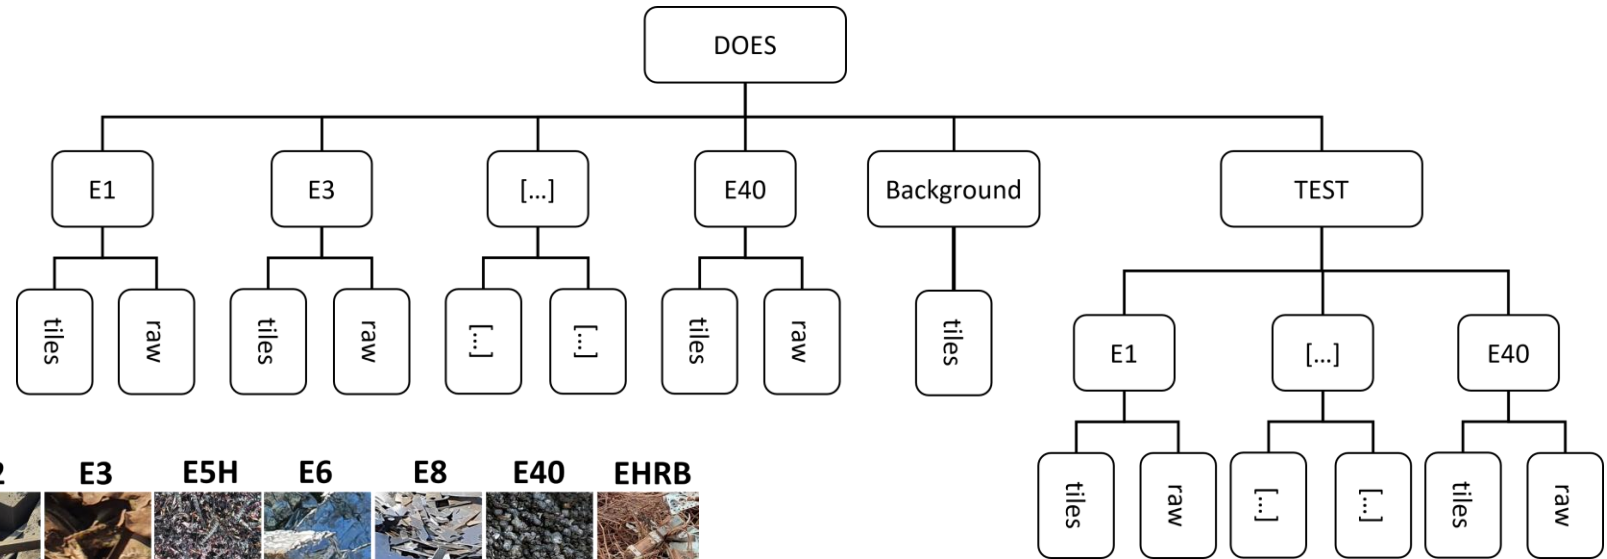 DOES
E1 E3 [...] E40 Background TEST
tiles raw tiles raw [...] [...] tiles raw tiles
E1 [...] E40
tiles raw [...] [...] tiles raw
2 E3 E5H E6 E8 E40 EHRB